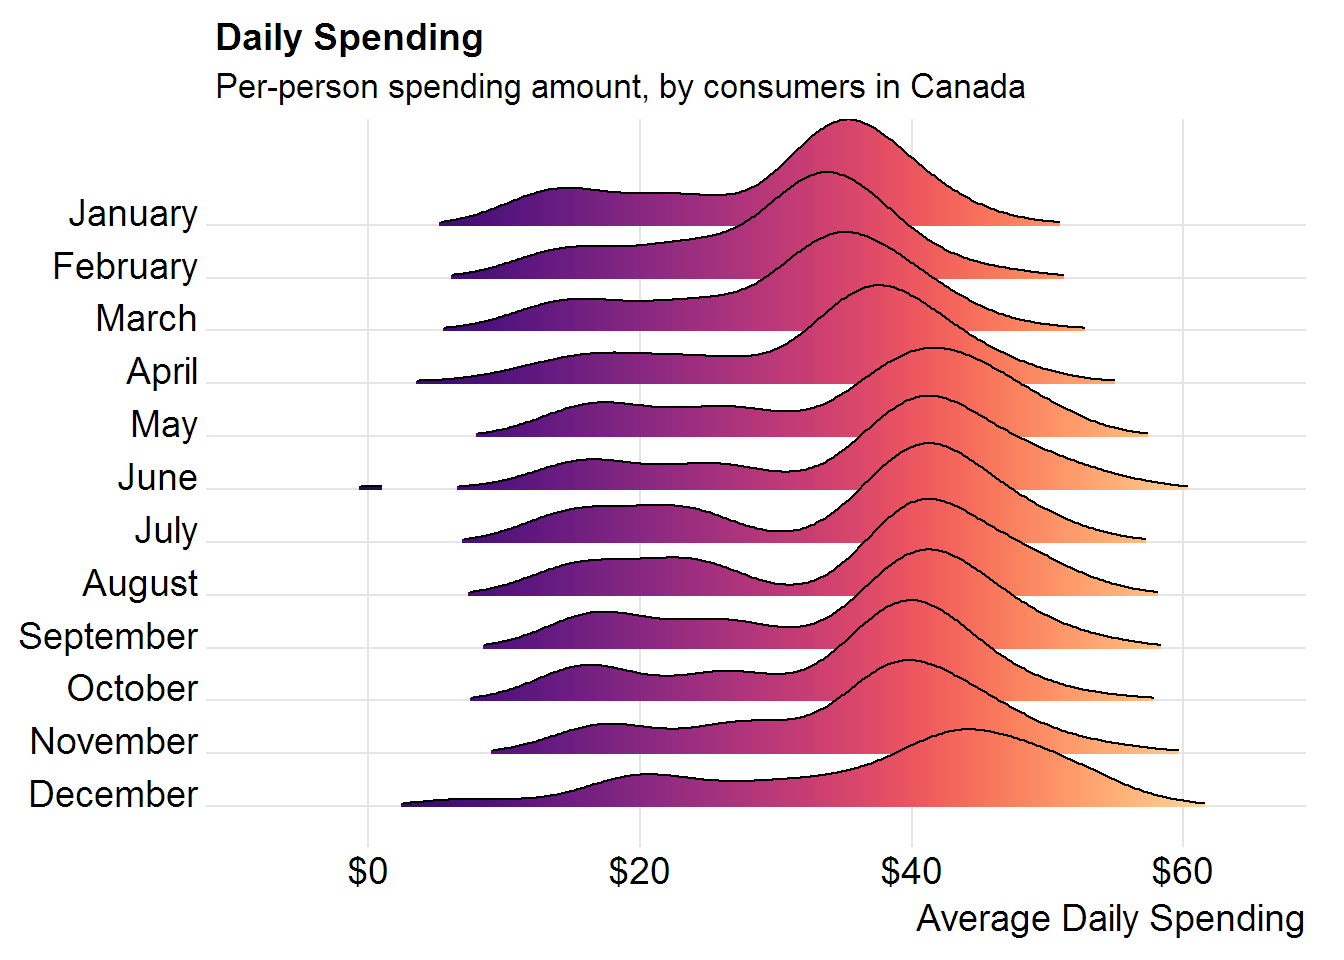 Daily Spending
Per-person spending amount, by consumers in Canada
January
February
March
April
May
June
July
August
September
October
November
December
$0 $20 $40 $60
Average Daily Spending